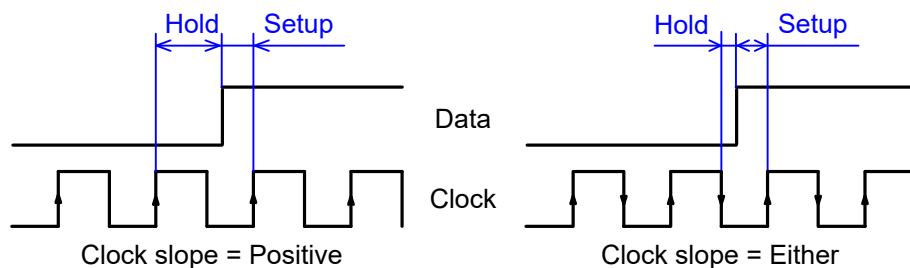 Hold Setup Hold Setup
Data
Clock
Clock slope = Positive Clock slope = Either